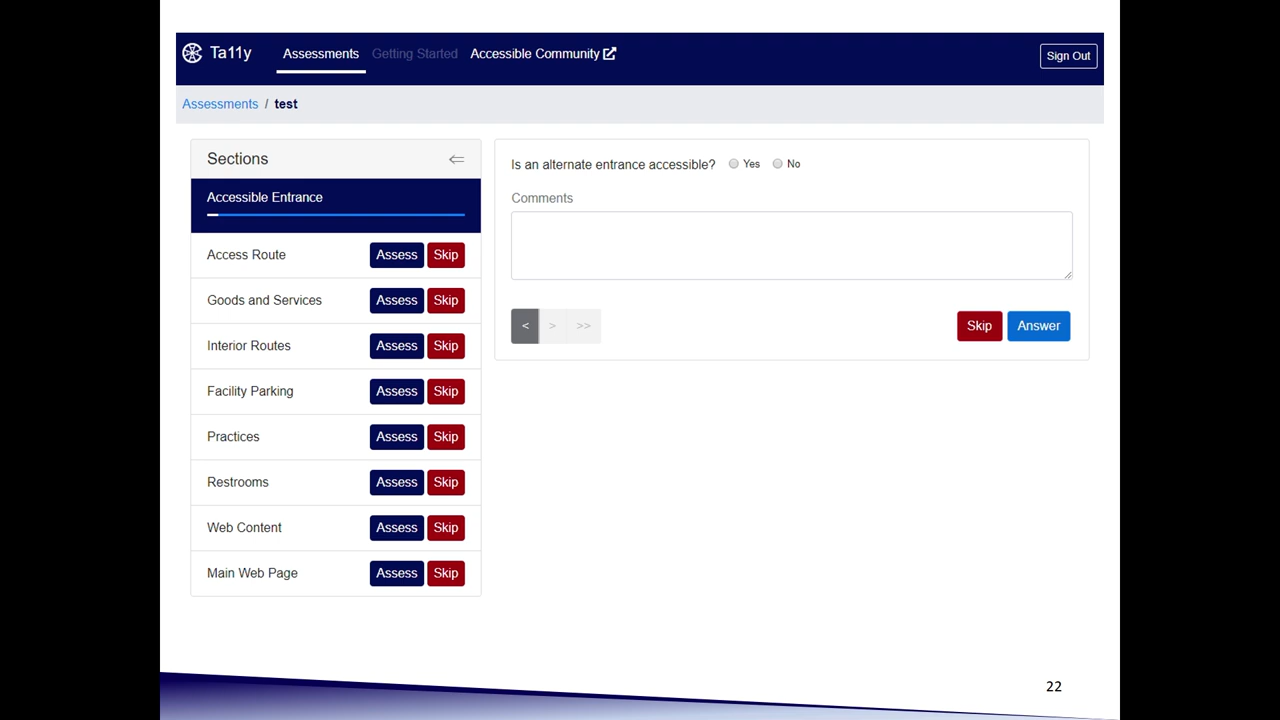 Ta11y Assessments Getting Started Accessible Community Sign Out
Assessments / test
Sections
Accessible Entrance
Access Route Assess Skip
Goods and Services Assess Skip
Interior Routes Assess Skip
Facility Parking Assess Skip
Practices Assess Skip
Restrooms Assess Skip
Web Content Assess Skip
Main Web Page Assess Skip
Is an alternate entrance accessible? Yes No
Comments
< > >> Skip Answer
22